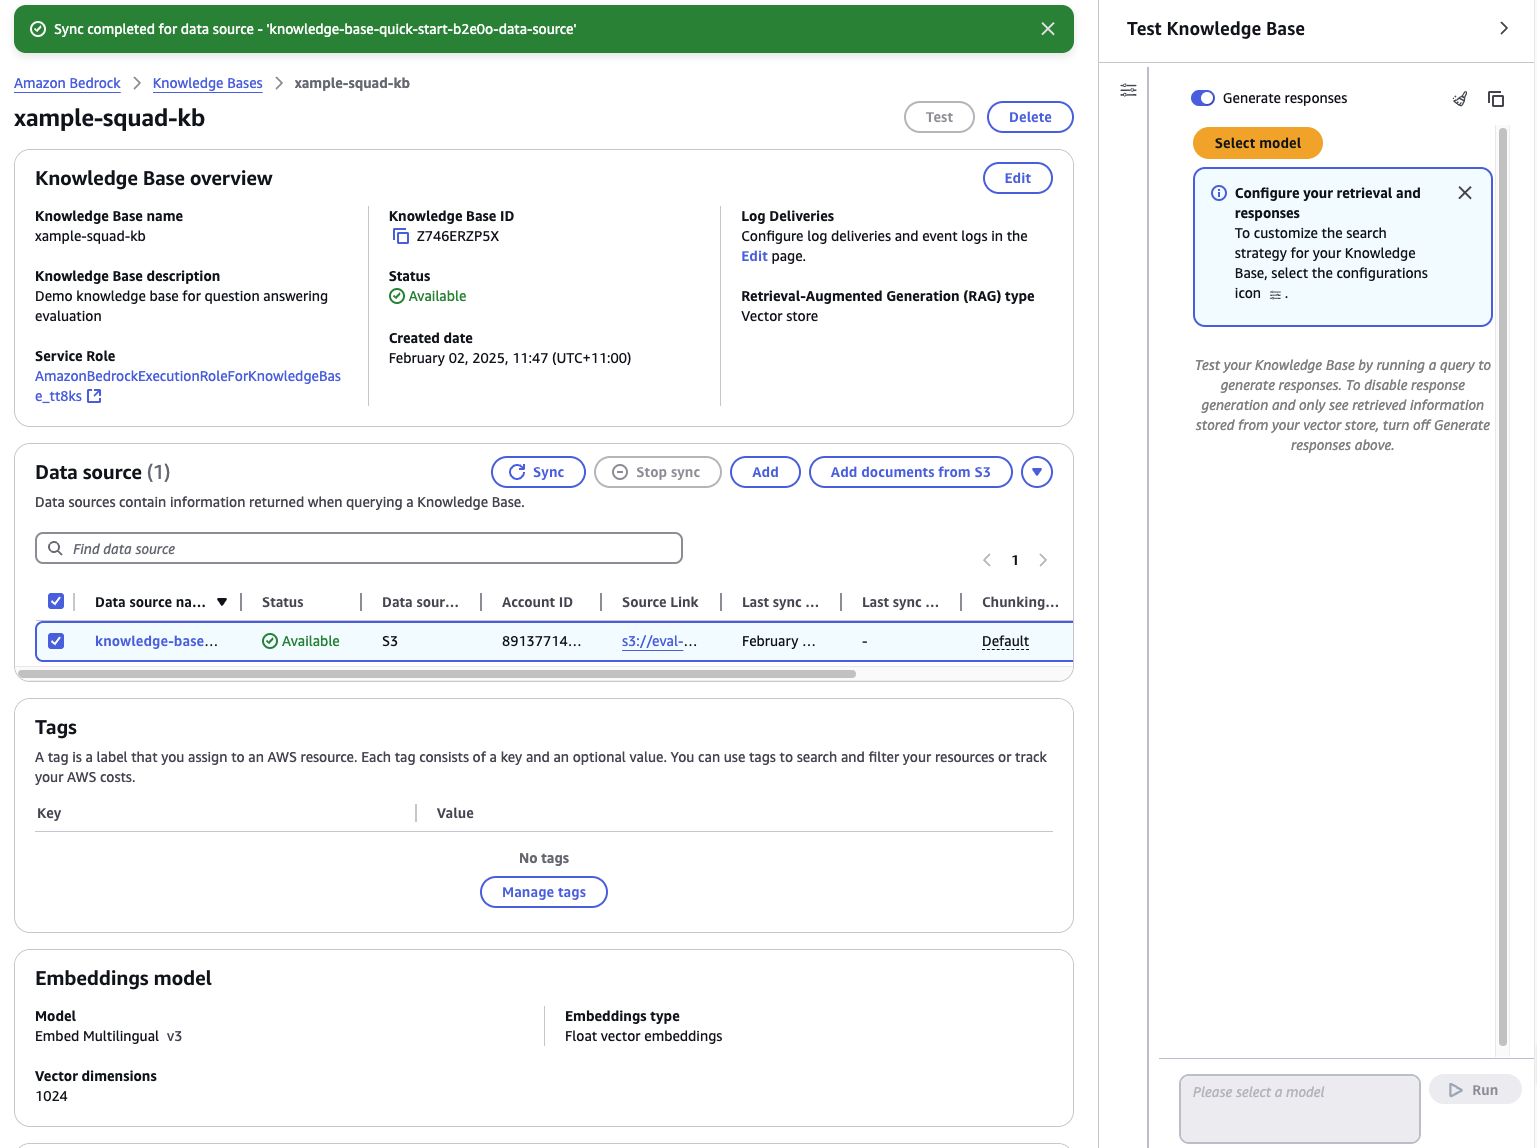 Sync completed for data source - 'knowledge-base-quick-start-b2e0o-data-source'
Amazon Bedrock
Knowledge Bases
xample-squad-kb
xample-squad-kb
Test
Delete
Knowledge Base overview
Edit
Knowledge Base name
xample-squad-kb
Knowledge Base description
Demo knowledge base for question answering
evaluation
Service Role
AmazonBedrockExecutionRoleForKnowledgeBas
e_tt8ks
Knowledge Base ID
Z746ERZP5X
Status
Available
Created date
February 02, 2025, 11:47 (UTC+11:00)
Log Deliveries
Configure log deliveries and event logs in the
Edit page.
Retrieval-Augmented Generation (RAG) type
Vector store
Data source (1)
Sync
Stop sync
Add
Add documents from S3
Data sources contain information returned when querying a Knowledge Base.
Find data source
1
Data source na...
Status
Data sour...
Account ID
Source Link
Last sync ...
Last sync ...
Chunking...
knowledge-base...
Available
S3
89137714...
s3://eval-...
February ...
-
Default
Tags
A tag is a label that you assign to an AWS resource. Each tag consists of a key and an optional value. You can use tags to search and filter your resources or track
your AWS costs.
Key
Value
No tags
Manage tags
Embeddings model
Model
Embed Multilingual v3
Embeddings type
Float vector embeddings
Vector dimensions
1024
Test Knowledge Base
Generate responses
Select model
Configure your retrieval and
responses
To customize the search
strategy for your Knowledge
Base, select the configurations
icon .
Test your Knowledge Base by running a query to
generate responses. To disable response
generation and only see retrieved information
stored from your vector store, turn off Generate
responses above.
Please select a model
Run